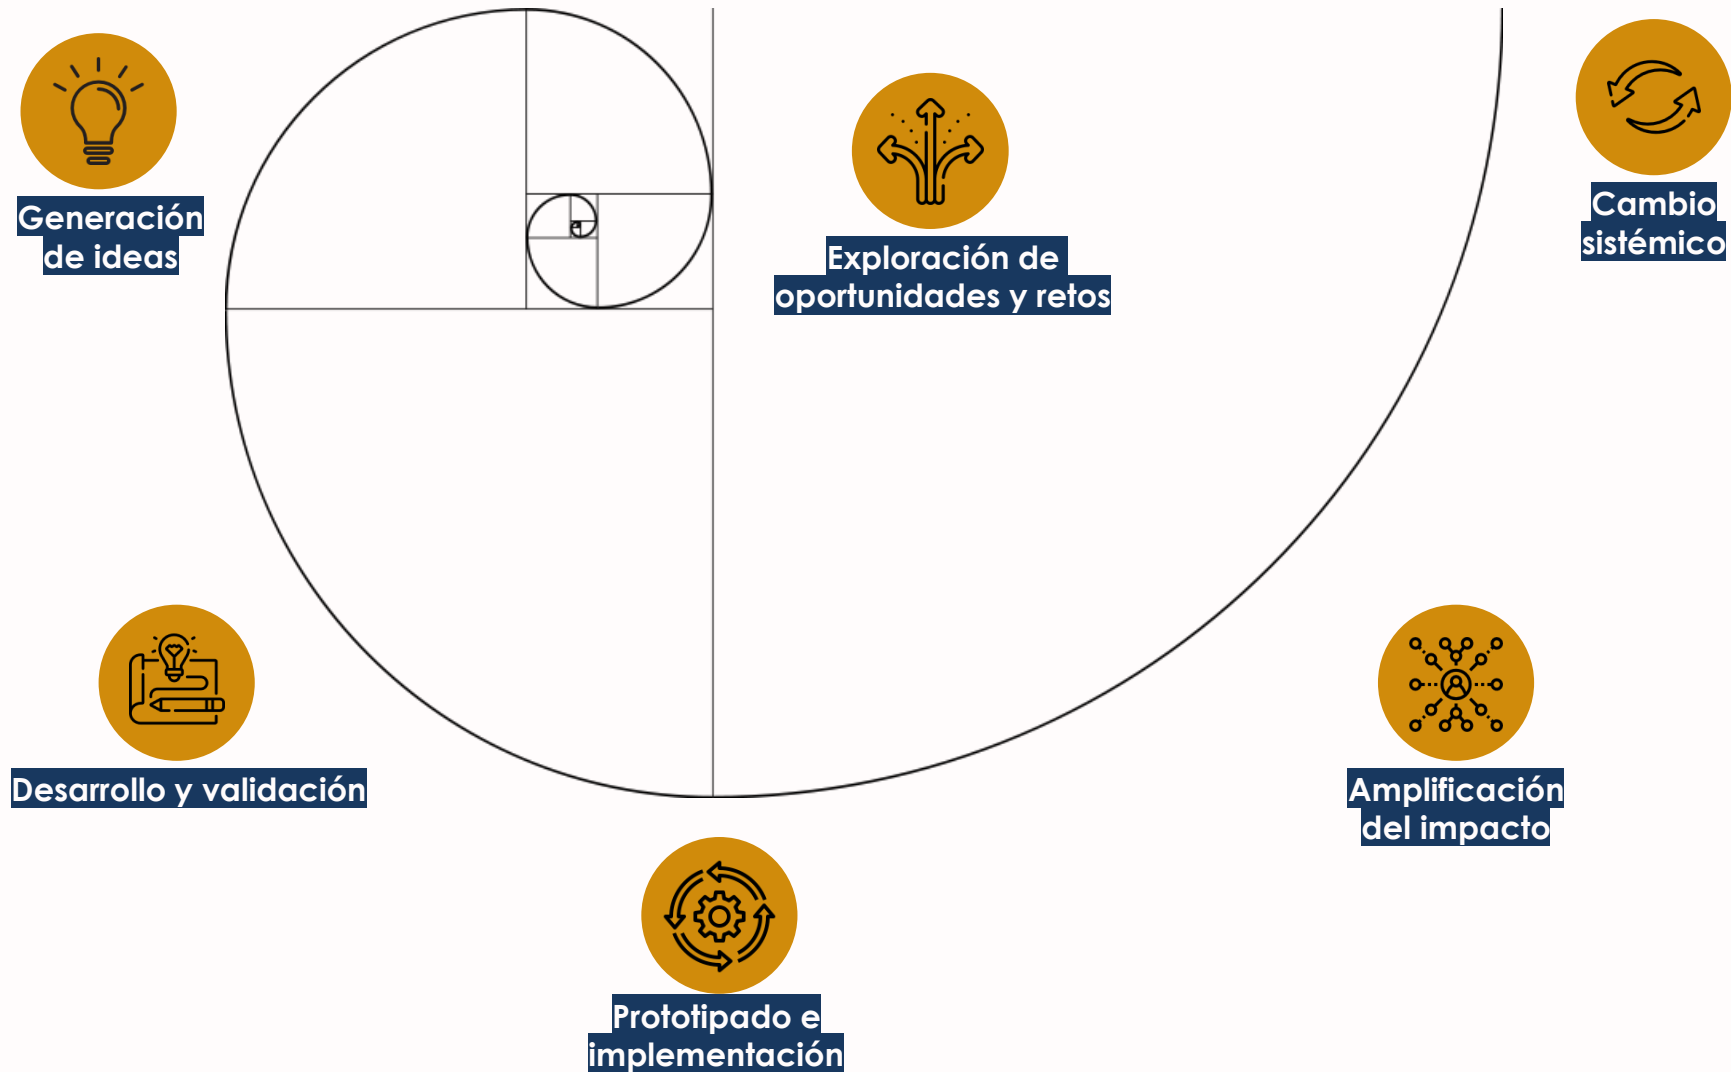 Generación
de ideas
Exploración de
oportunidades y retos
Cambio
sistémico
Desarrollo y validación
Amplificación
del impacto
Prototipado e
implementación